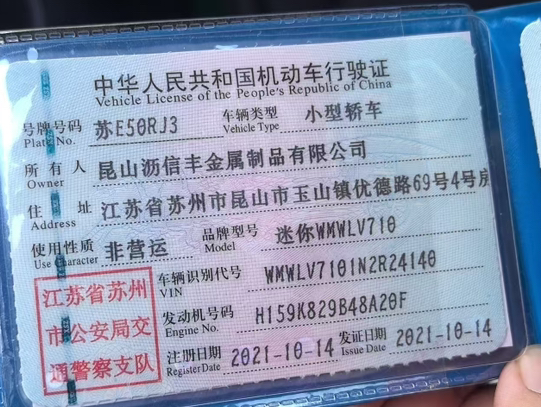 中华人民共和国机动车行驶证
Vehicle License of the People's Republic of China
号牌号码 苏E50RJ3 车辆类型 小型轿车
Plate No. Vehicle Type
所有人 昆山沥信丰金属制品有限公司
Owner
住址 江苏省苏州市昆山市玉山镇优德路69号4号房
Address
使用性质 非营运 品牌型号 迷你WMWLV710
Use Character Model
江苏省苏州
市公安局交
通警察支队
车辆识别代号 WMWLV7101N2R24140
VIN
发动机号码 H159K829B48A20F
Engine No.
注册日期 2021-10-14 发证日期 2021-10-14
Register Date Issue Date